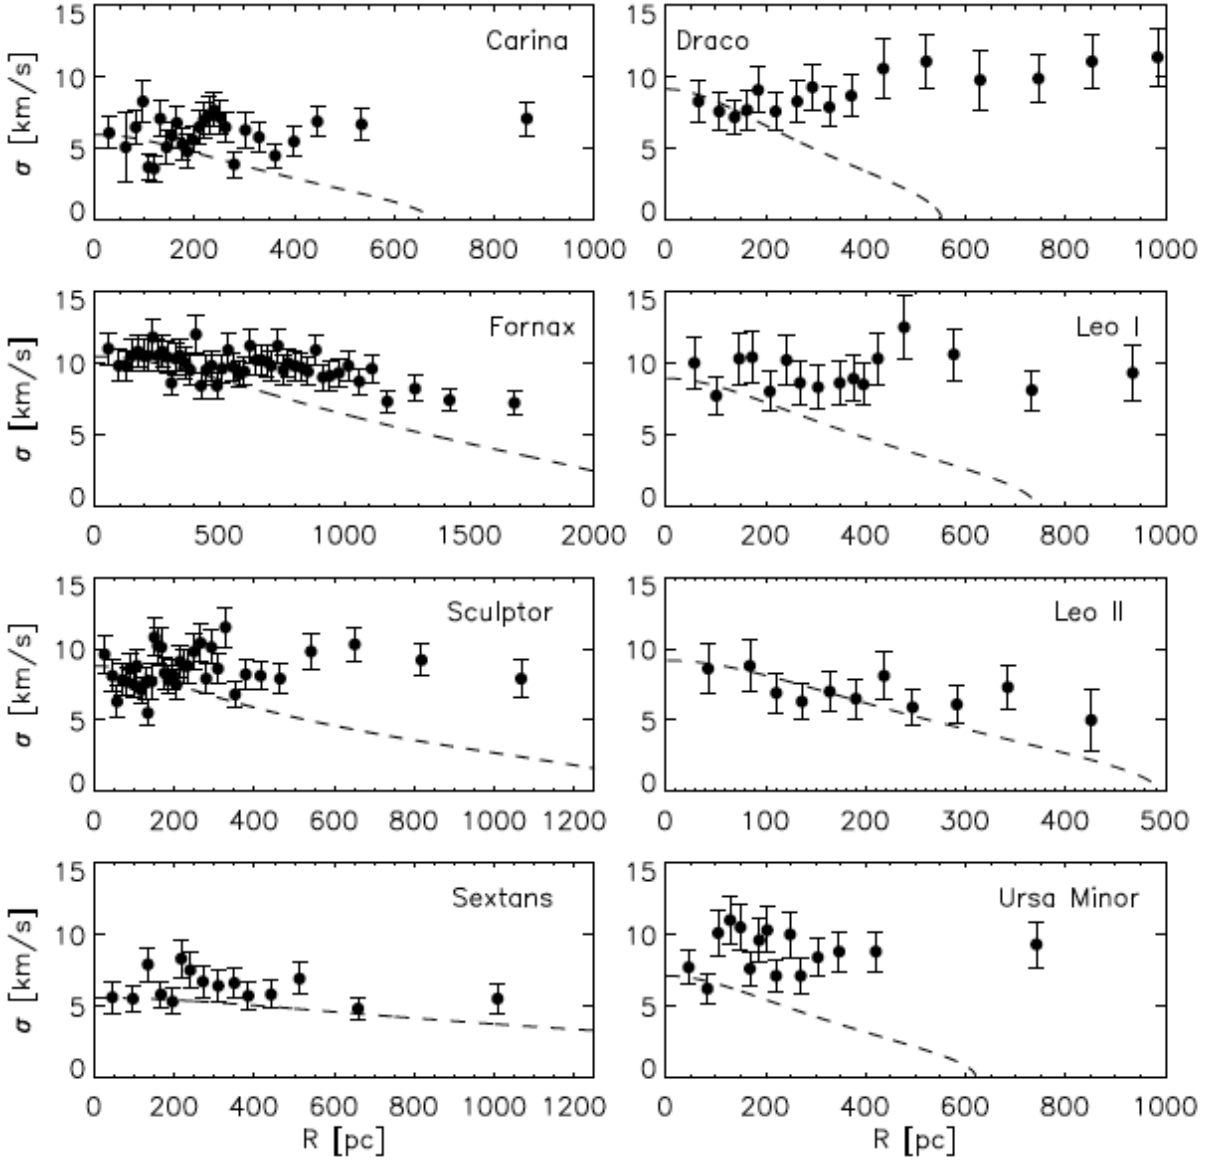 15 Carina 15 Draco
10 10
σ [km/s] 5 5
0 0
0 200 400 600 800 1000 0 200 400 600 800 1000
15 Fornax 15 Leo I
10 10
σ [km/s] 5 5
0 0
0 500 1000 1500 2000 0 200 400 600 800 1000
15 Sculptor 15 Leo II
10 10
σ [km/s] 5 5
0 0
0 200 400 600 800 1000 1200 0 100 200 300 400 500
15 Sextans 15 Ursa Minor
10 10
σ [km/s] 5 5
0 0
0 200 400 600 800 1000 1200 0 200 400 600 800 1000
R [pc] R [pc]